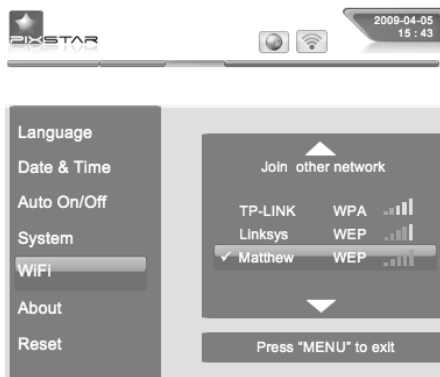 PIXSTAR
2009-04-05
15 : 43
Language
Date & Time
Auto On/Off
System
WiFi
About
Reset
Join other network
TP-LINK WPA
Linksys WEP
✓ Matthew WEP
Press "MENU" to exit